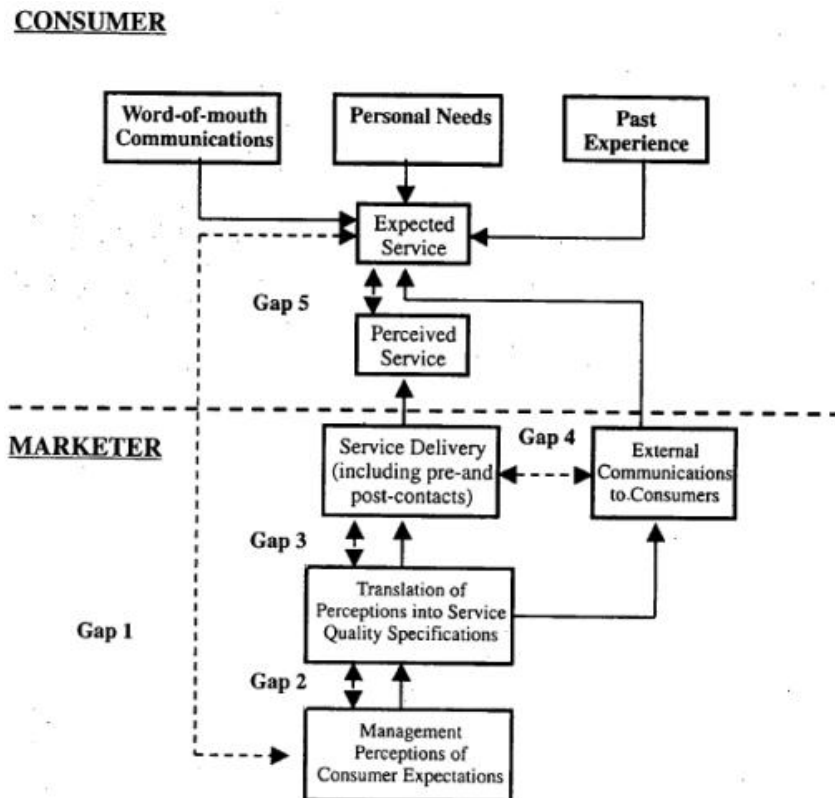 CONSUMER
Word-of-mouth
Communications
Personal Needs
Past
Experience
Expected
Service
Gap 5
Perceived
Service
MARKETER
Service Delivery
(including pre-and
post-contacts)
Gap 4
External
Communications
to.Consumers
Gap 3
Translation of
Perceptions into Service
Quality Specifications
Gap 1
Gap 2
Management
Perceptions of
Consumer Expectations